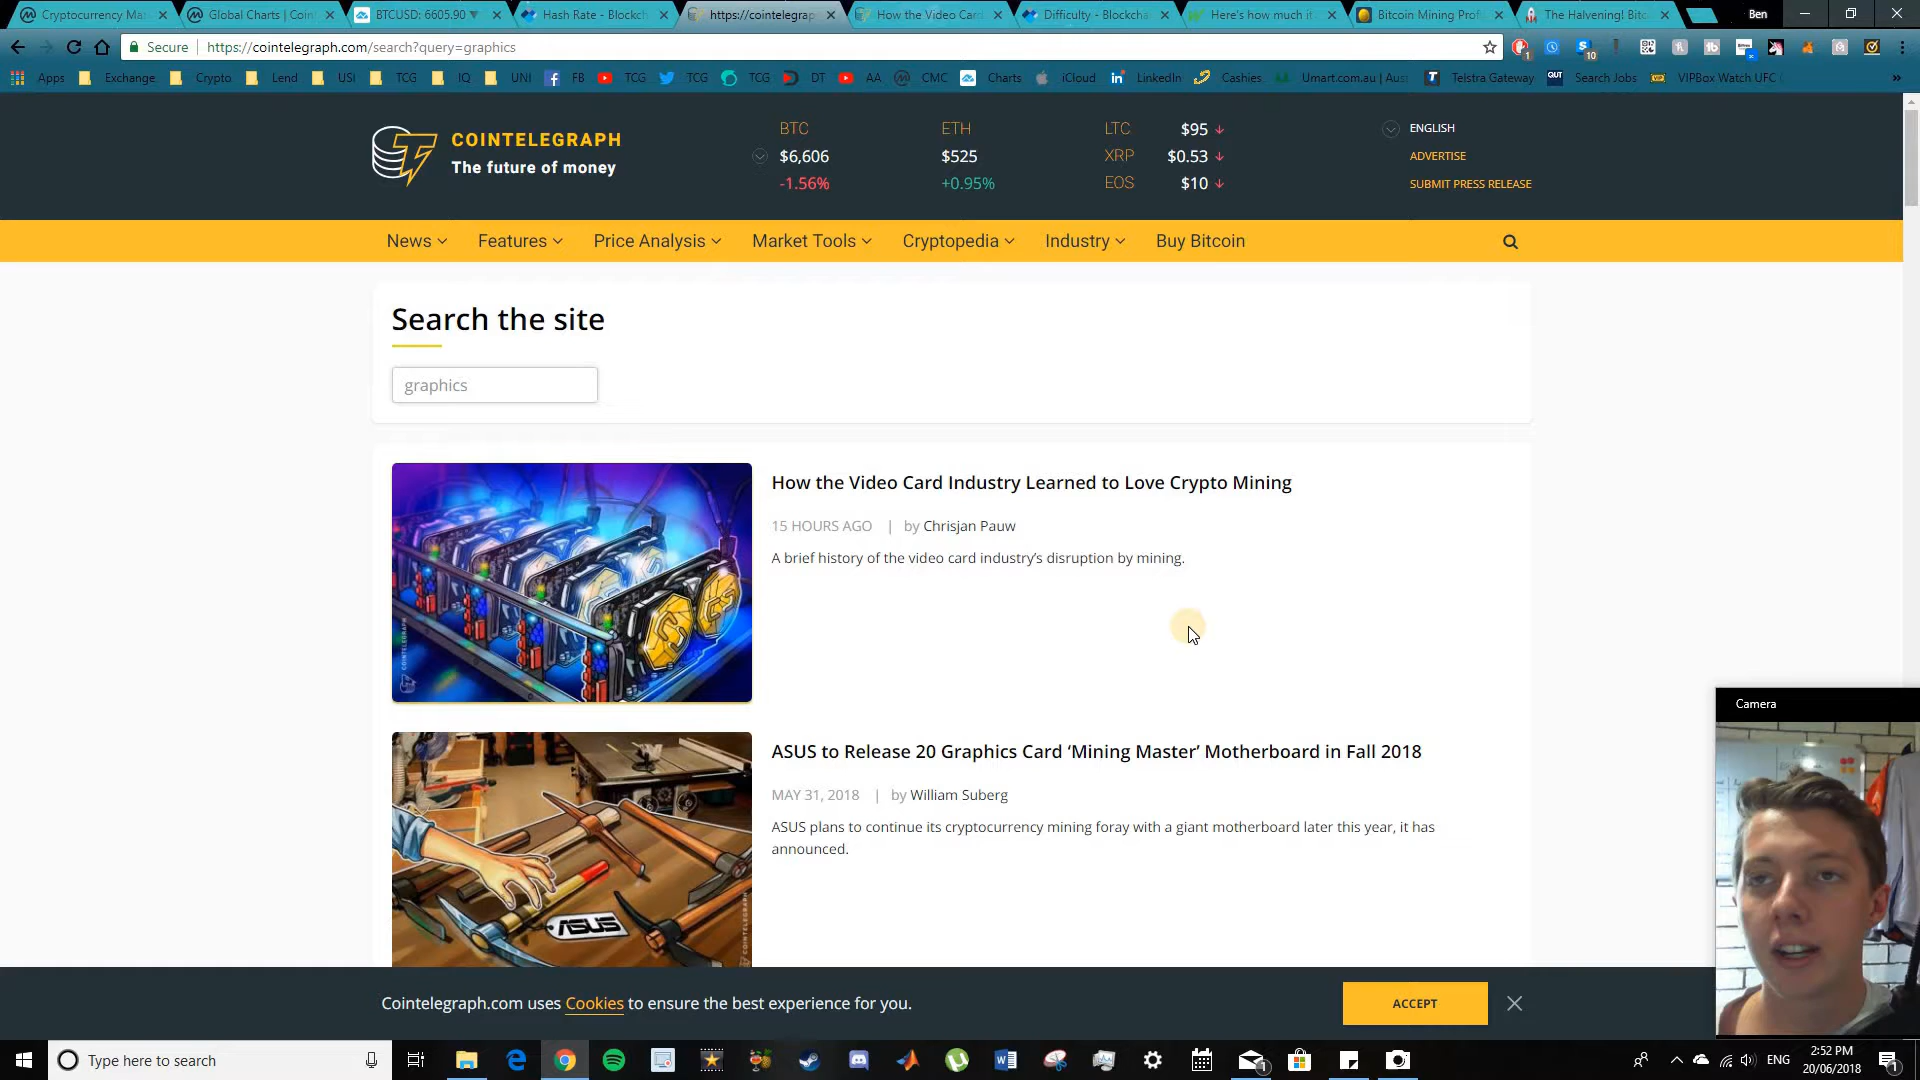 Cryptocurrency Mar
Global Charts | Coin
BTCUSD: 6605.90 ▼
Hash Rate - Blockch
https://cointelegrap
How the Video Card
Difficulty - Blockcha
Here's how much it
Bitcoin Mining Prof
The Halvening! Bitc
Ben
Secure | https://cointelegraph.com/search?query=graphics
Apps Exchange Crypto Lend USI TCG IQ UNI FB TCG TCG TCG DT AA CMC Charts iCloud LinkedIn Cashies Umart.com.au | Aus Telstra Gateway Search Jobs VIPBox Watch UFC »
COINTELEGRAPH
The future of money
BTC
$6,606
-1.56%
ETH
$525
+0.95%
LTC $95 ↓
XRP $0.53 ↓
EOS $10 ↓
ENGLISH
ADVERTISE
SUBMIT PRESS RELEASE
News Features Price Analysis Market Tools Cryptopedia Industry Buy Bitcoin
Search the site
graphics
How the Video Card Industry Learned to Love Crypto Mining
15 HOURS AGO | by Chrisjan Pauw
A brief history of the video card industry's disruption by mining.
ASUS to Release 20 Graphics Card ‘Mining Master’ Motherboard in Fall 2018
MAY 31, 2018 | by William Suberg
ASUS plans to continue its cryptocurrency mining foray with a giant motherboard later this year, it has
announced.
ASUS
Camera
Cointelegraph.com uses Cookies to ensure the best experience for you.
ACCEPT
Type here to search
ENG
2:52 PM
20/06/2018